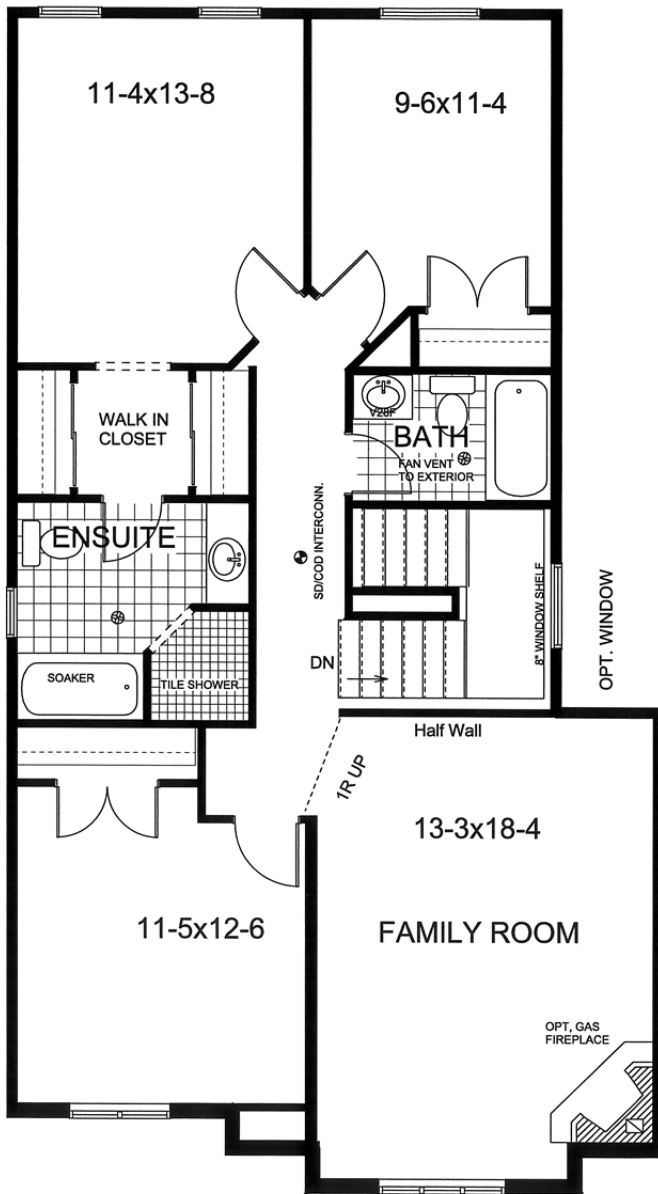 11-4x13-8
9-6x11-4
WALK IN
CLOSET
V28F
BATH
FAN VENT
TO EXTERIOR
ENSUITE
SD/COD INTERCONN.
8" WINDOW SHELF
OPT. WINDOW
SOAKER
TILE SHOWER
DN
Half Wall
1R UP
13-3x18-4
11-5x12-6
FAMILY ROOM
OPT, GAS
FIREPLACE